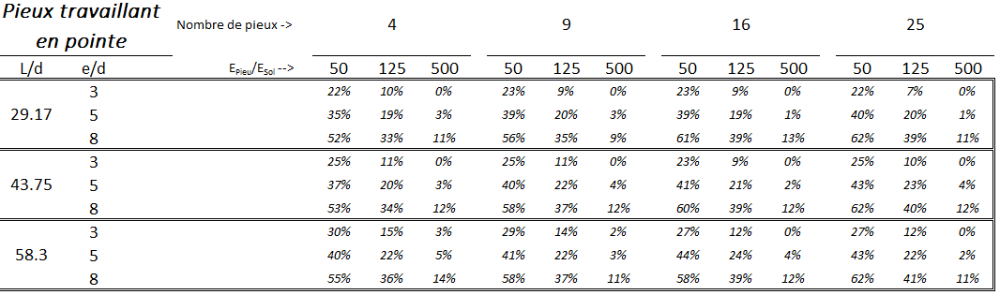 Pieux travaillant
en pointe
Nombre de pieux -> 4 9 16 25
L/d e/d EPieu/ESol --> 50 125 500 50 125 500 50 125 500 50 125 500
3 22% 10% 0% 23% 9% 0% 23% 9% 0% 22% 7% 0%
29.17 5 35% 19% 3% 39% 20% 3% 39% 19% 1% 40% 20% 1%
8 52% 33% 11% 56% 35% 9% 61% 39% 13% 62% 39% 11%
3 25% 11% 0% 25% 11% 0% 23% 9% 0% 25% 10% 0%
43.75 5 37% 20% 3% 40% 22% 4% 41% 21% 2% 43% 23% 4%
8 53% 34% 12% 58% 37% 12% 60% 39% 12% 62% 40% 12%
3 30% 15% 3% 29% 14% 2% 27% 12% 0% 27% 12% 0%
58.3 5 40% 22% 5% 41% 22% 3% 44% 24% 4% 43% 22% 2%
8 55% 36% 14% 58% 37% 11% 58% 39% 12% 62% 41% 11%